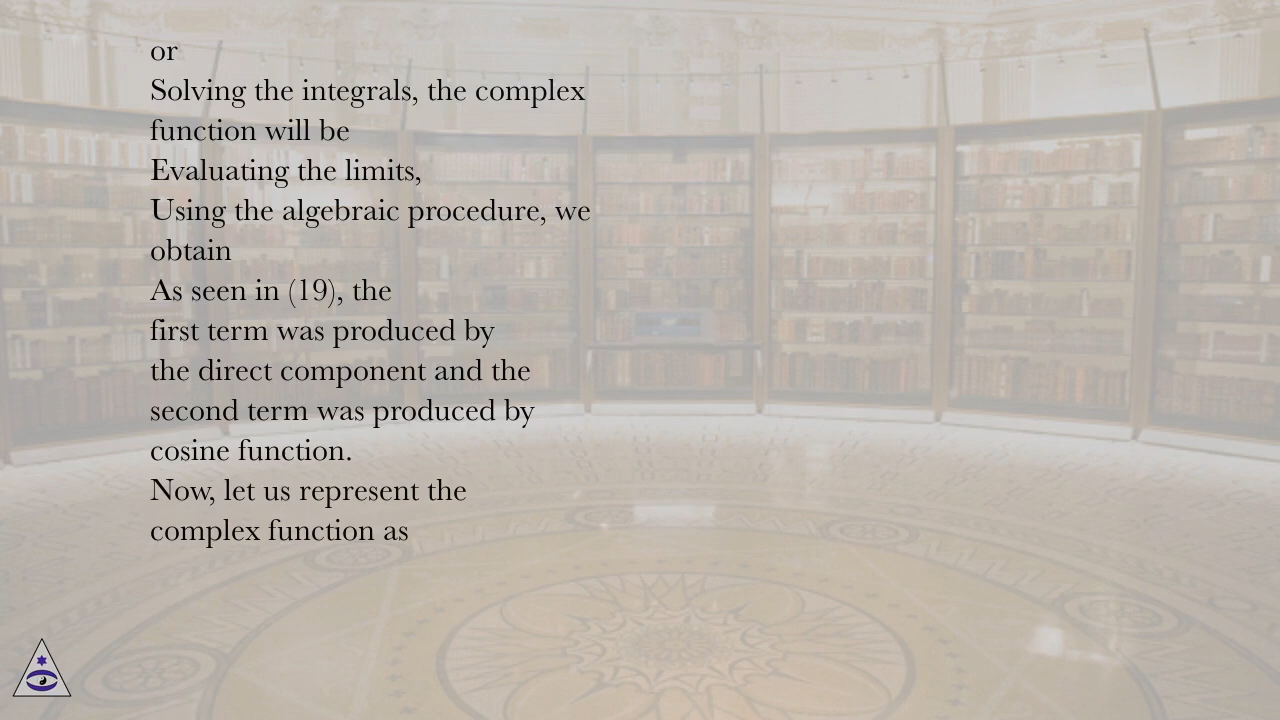 or
Solving the integrals, the complex
function will be
Evaluating the limits,
Using the algebraic procedure, we
obtain
As seen in (19), the
first term was produced by
the direct component and the
second term was produced by
cosine function.
Now, let us represent the
complex function as